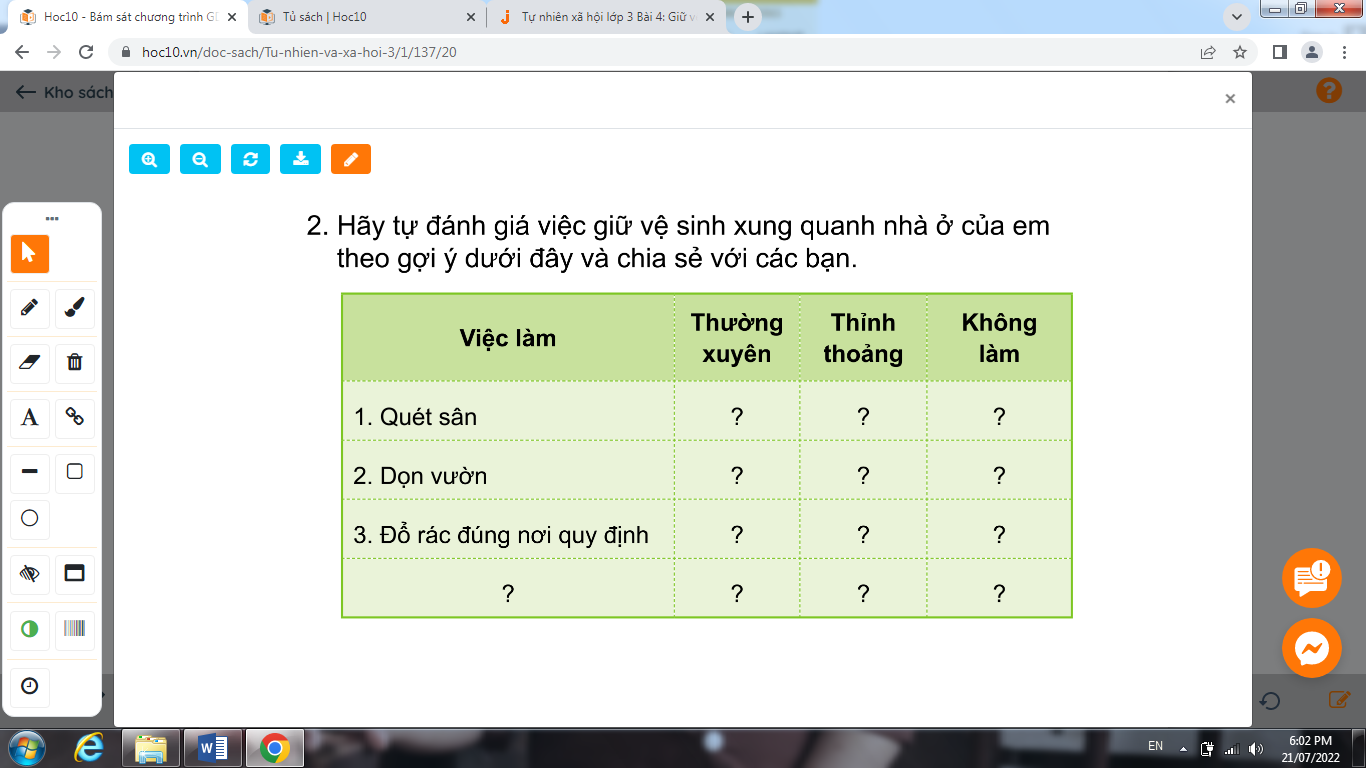 Hoc10 - Bám sát chương trình G
Tủ sách | Hoc10
Tự nhiên xã hội lớp 3 Bài 4: Giữ v
hoc10.vn/doc-sach/Tu-nhien-va-xa-hoi-3/1/137/20
Kho sách
2. Hãy tự đánh giá việc giữ vệ sinh xung quanh nhà ở của em
theo gợi ý dưới đây và chia sẻ với các bạn.
Việc làm Thường xuyên Thỉnh thoảng Không làm
1. Quét sân ? ? ?
2. Dọn vườn ? ? ?
3. Đổ rác đúng nơi quy định ? ? ?
? ? ? ?
A
EN
6:02 PM
21/07/2022